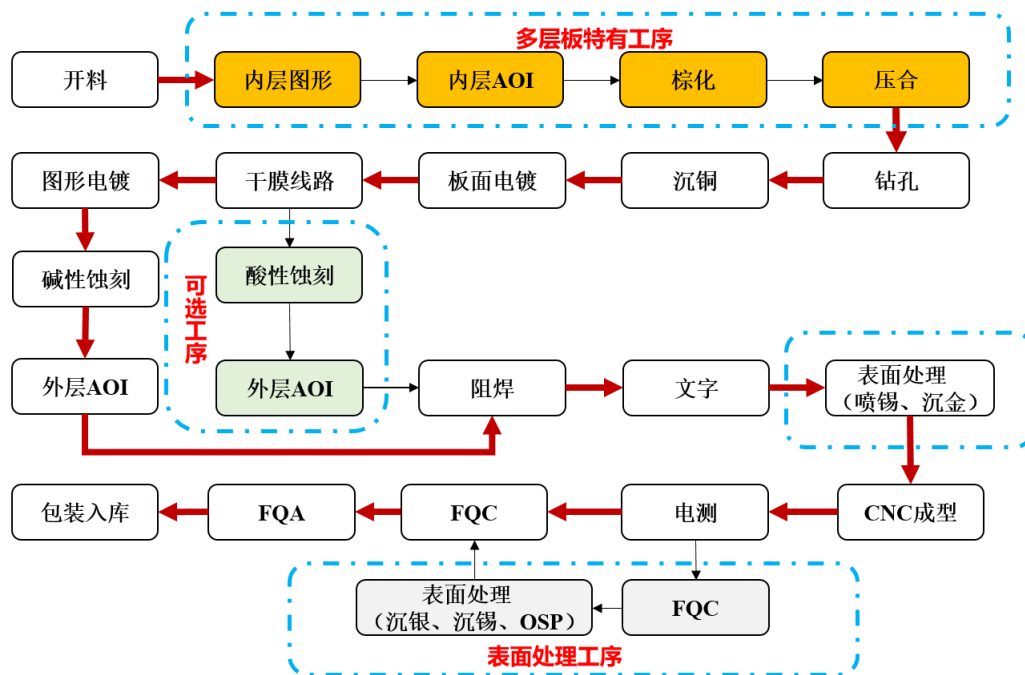 多层板特有工序
开料
内层图形
内层AOI
棕化
压合
图形电镀
干膜线路
板面电镀
沉铜
钻孔
碱性蚀刻
可选工序
酸性蚀刻
外层AOI
外层AOI
阻焊
文字
表面处理
（喷锡、沉金）
包装入库
FQA
FQC
电测
CNC成型
表面处理
（沉银、沉锡、OSP）
FQC
表面处理工序